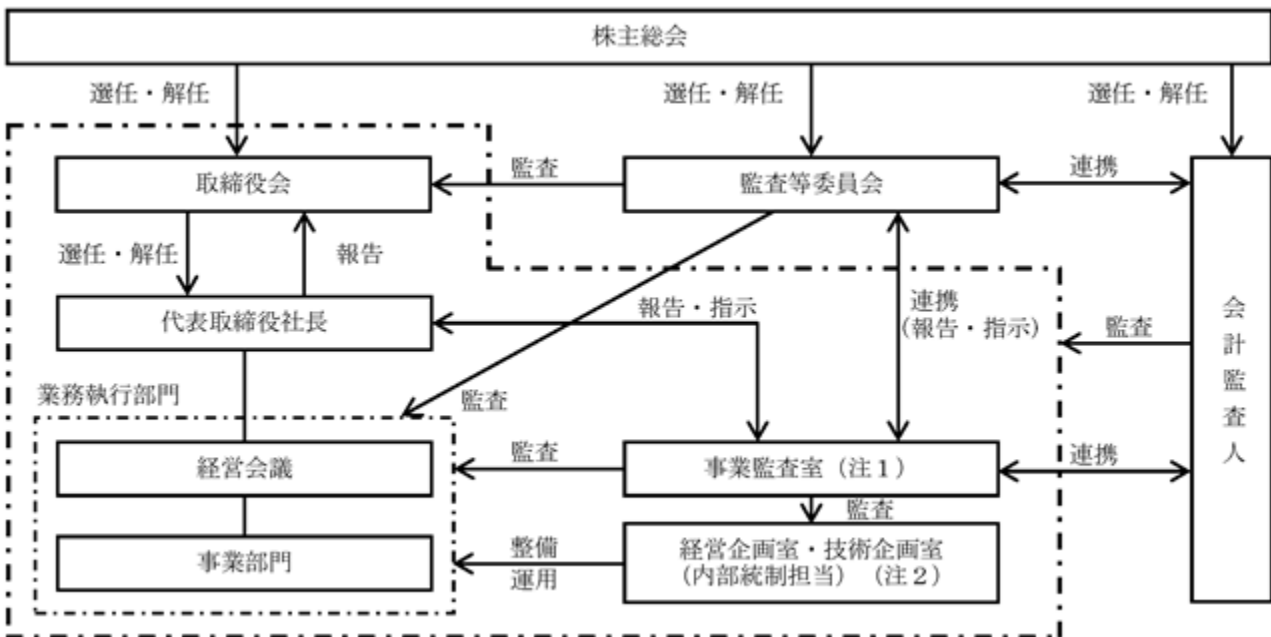 株主総会
選任・解任
選任・解任
選任・解任
取締役会
監査
監査等委員会
連携
選任・解任
報告
代表取締役社長
報告・指示
連携
(報告・指示)
監査
会計監査人
業務執行部門
監査
経営会議
監査
事業監査室（注１）
連携
監査
事業部門
整備
運用
経営企画室・技術企画室
(内部統制担当)（注２）